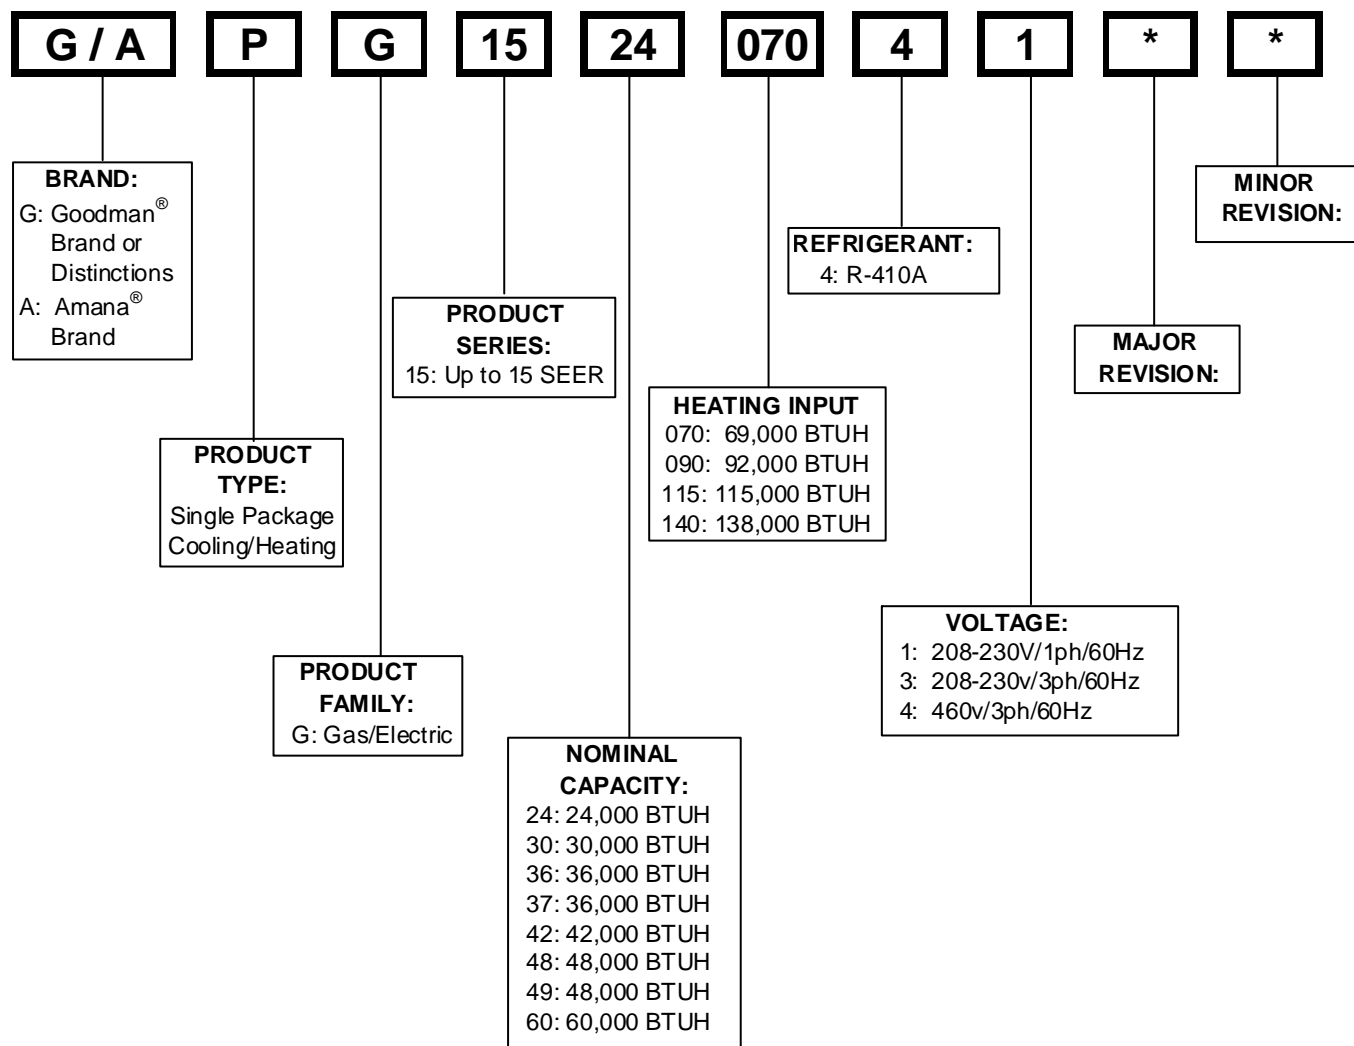 G / A P G 15 24 070 4 1 * *
BRAND:
G: Goodman®
Brand or
Distinctions
A: Amana®
Brand
MINOR
REVISION:
REFRIGERANT:
4: R-410A
PRODUCT
SERIES:
15: Up to 15 SEER
MAJOR
REVISION:
HEATING INPUT
070: 69,000 BTUH
090: 92,000 BTUH
115: 115,000 BTUH
140: 138,000 BTUH
PRODUCT
TYPE:
Single Package
Cooling/Heating
VOLTAGE:
1: 208-230V/1ph/60Hz
3: 208-230v/3ph/60Hz
4: 460v/3ph/60Hz
PRODUCT
FAMILY:
G: Gas/Electric
NOMINAL
CAPACITY:
24: 24,000 BTUH
30: 30,000 BTUH
36: 36,000 BTUH
37: 36,000 BTUH
42: 42,000 BTUH
48: 48,000 BTUH
49: 48,000 BTUH
60: 60,000 BTUH